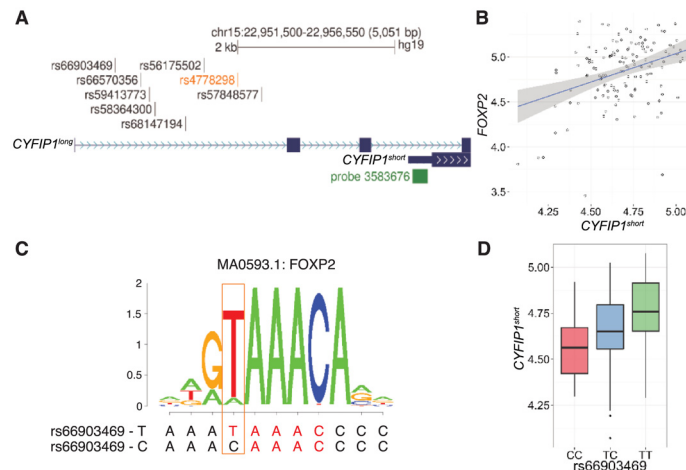 A
chr15:22,951,500-22,956,550 (5,051 bp)
2 kb
hg19
rs66903469
rs56175502
rs66570356
rs4778298
rs59413773
rs57848577
rs58364300
rs68147194
CYFIP1long
CYFIP1short
probe 3583676
B
FOXP2
5.0
4.5
4.0
3.5
4.25 4.50 4.75 5.00
CYFIP1short
C
MA0593.1: FOXP2
2
1.5
1
0.5
0
GTAAACA
rs66903469 - T A A A T A A A C C C C
rs66903469 - C A A A C A A A C C C C
D
CYFIP1short
5.00
4.75
4.50
4.25
CC TC TT
rs66903469